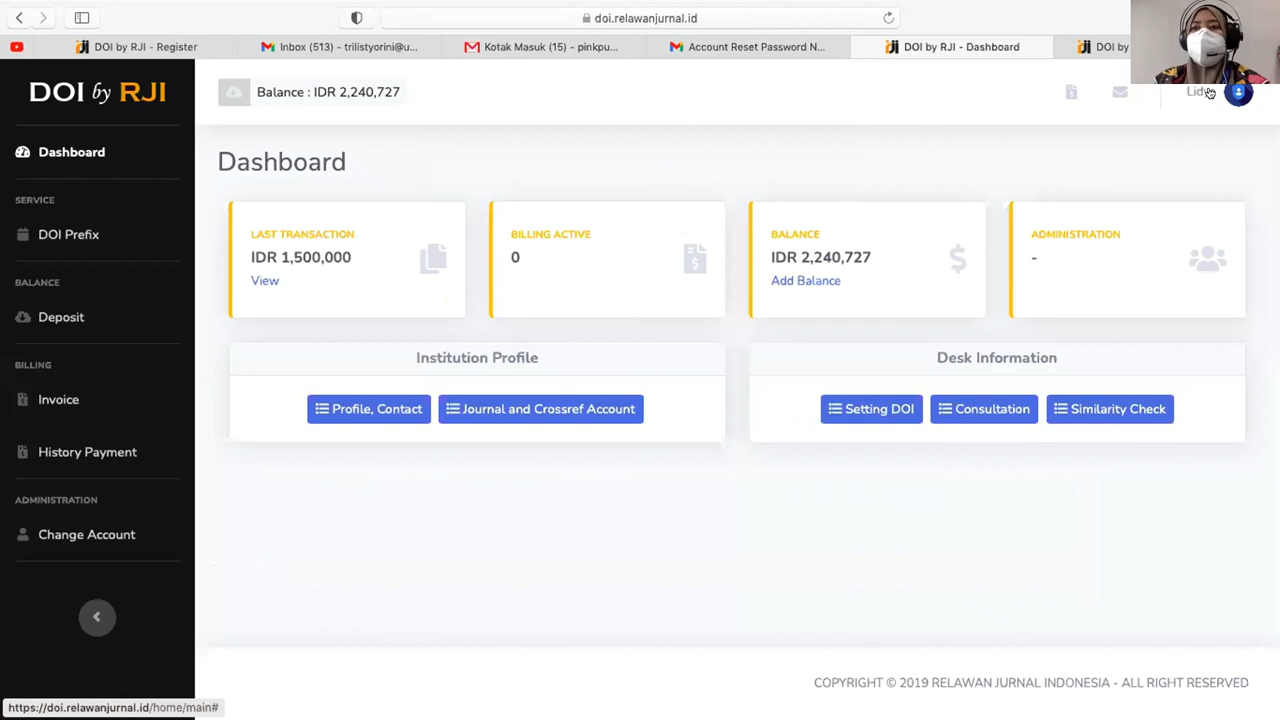 doi.relawanjurnal.id
DOI by RJI - Register
Inbox (513) - trilistyorini@u...
Kotak Masuk (15) - pinkpu...
Account Reset Password N...
DOI by RJI - Dashboard
DOI by
DOI by RJI
Balance : IDR 2,240,727
Dashboard
SERVICE
DOI Prefix
BALANCE
Deposit
BILLING
Invoice
History Payment
ADMINISTRATION
Change Account
Dashboard
LAST TRANSACTION
IDR 1,500,000
View
BILLING ACTIVE
0
BALANCE
IDR 2,240,727
Add Balance
ADMINISTRATION
-
Institution Profile
Profile, Contact
Journal and Crossref Account
Desk Information
Setting DOI
Consultation
Similarity Check
COPYRIGHT © 2019 RELAWAN JURNAL INDONESIA - ALL RIGHT RESERVED
https://doi.relawanjurnal.id/home/main#